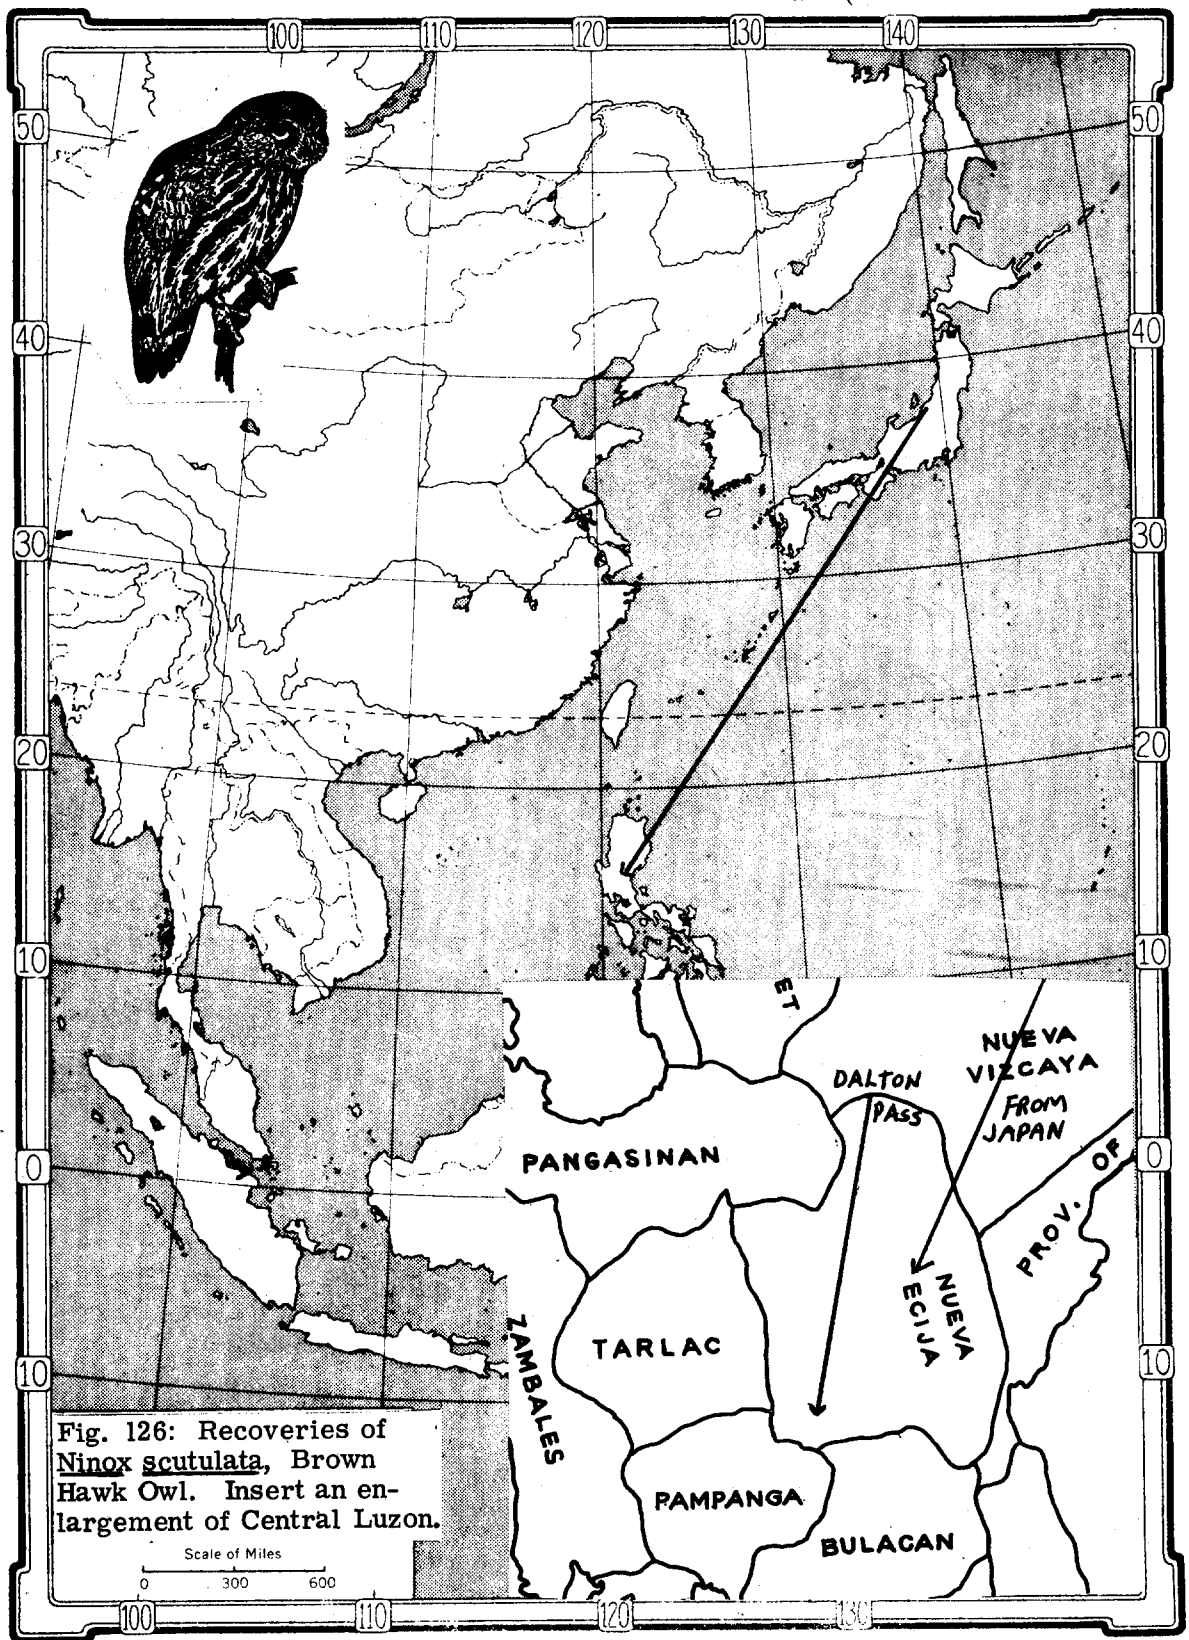 100 110 120 130 140
50 50
40 40
30 30
20 20
10 10
ET
NUEVA
VIZCAYA
DALTON
PASS
FROM
JAPAN
PANGASINAN
0 0
PROV. OF
NUEVA
ECIJA
ZAMBALES
TARLAC
10 10
Fig. 126: Recoveries of
Ninox scutulata, Brown
Hawk Owl. Insert an en-
largement of Central Luzon.
PAMPANGA
BULACAN
Scale of Miles
0 300 600
100 110 120 130